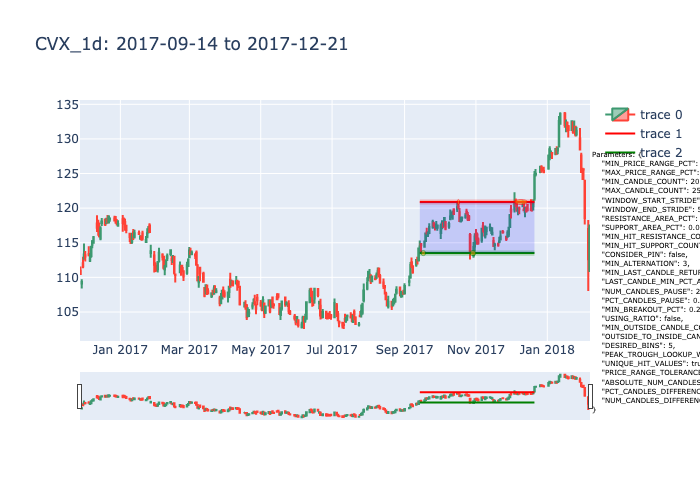 CVX_1d: 2017-09-14 to 2017-12-21
135
130
125
120
115
110
105
Jan 2017
Mar 2017
May 2017
Jul 2017
Sep 2017
Nov 2017
Jan 2018
trace 0
trace 1
trace 2
Parameters: {
"MIN_PRICE_RANGE_PCT":
"MAX_PRICE_RANGE_PCT":
"MIN_CANDLE_COUNT": 20
"MAX_CANDLE_COUNT": 25
"WINDOW_START_STRIDE"
"WINDOW_END_STRIDE": 5
"RESISTANCE_AREA_PCT":
"SUPPORT_AREA_PCT": 0.0
"MIN_HIT_RESISTANCE_CO
"MIN_HIT_SUPPORT_COUNT
"CONSIDER_PIN": false,
"MIN_ALTERNATION": 3,
"MIN_LAST_CANDLE_RETUR
"LAST_CANDLE_MIN_PCT_A
"NUM_CANDLES_PAUSE": 2
"PCT_CANDLES_PAUSE": 0.
"MIN_BREAKOUT_PCT": 0.2
"USING_RATIO": false,
"MIN_OUTSIDE_CANDLE_CO
"OUTSIDE_TO_INSIDE_CAN
"DESIRED_BINS": 5,
"PEAK_TROUGH_LOOKUP_W
"UNIQUE_HIT_VALUES": tru
"PRICE_RANGE_TOLERANC
"ABSOLUTE_NUM_CANDLES
"PCT_CANDLES_DIFFERENC
"NUM_CANDLES_DIFFEREN
}